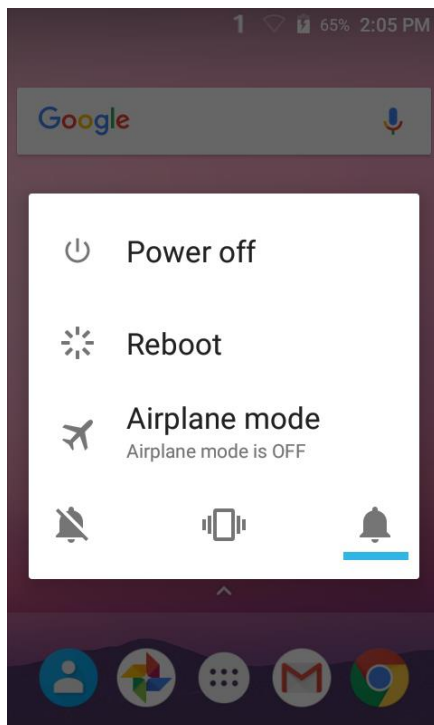 1 65% 2:05 PM
Google
Power off
Reboot
Airplane mode
Airplane mode is OFF